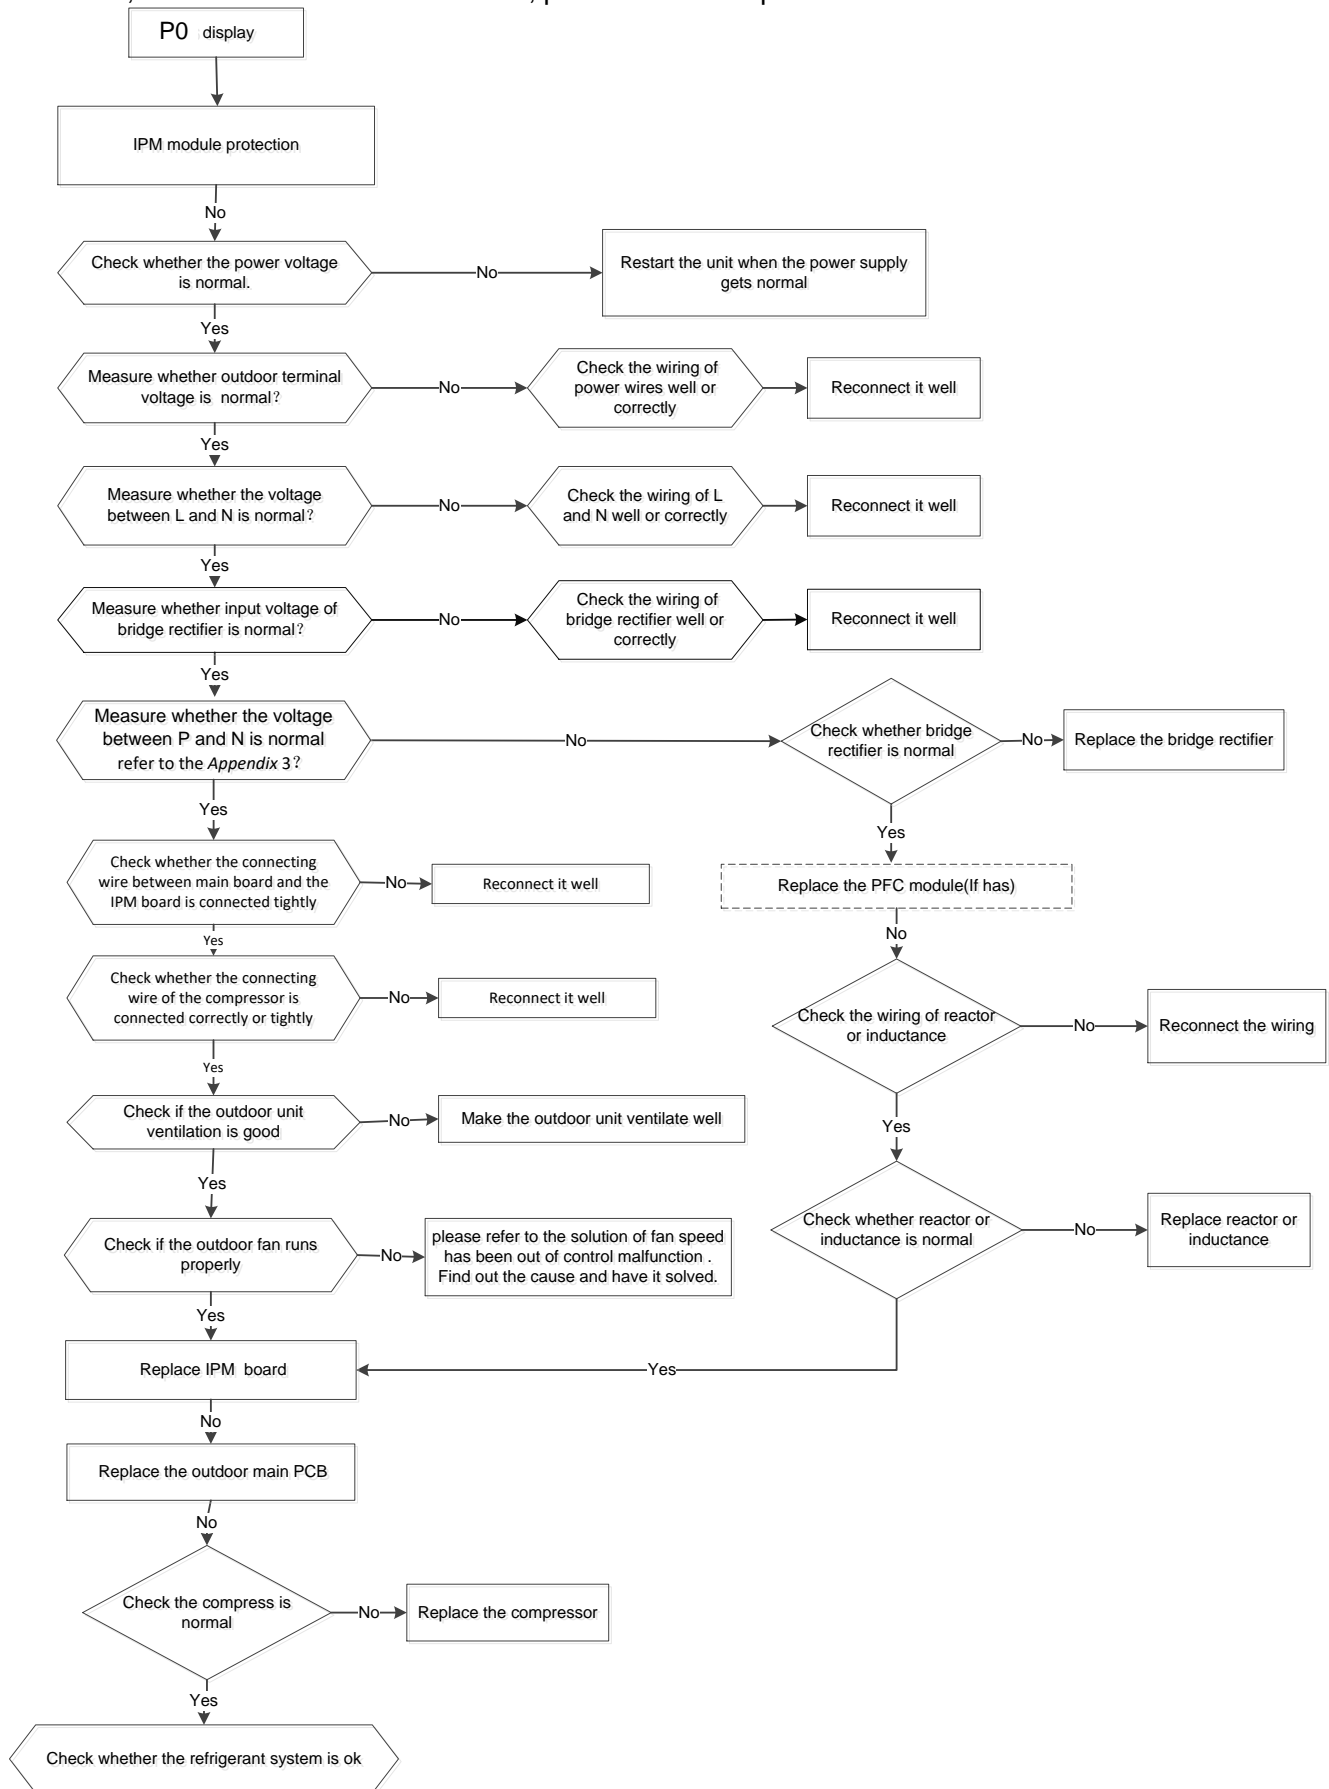 P0 display
IPM module protection
No
Check whether the power voltage
is normal.
No
Restart the unit when the power supply
gets normal
Yes
Measure whether outdoor terminal
voltage is normal?
No
Check the wiring of
power wires well or
correctly
Reconnect it well
Yes
Measure whether the voltage
between L and N is normal?
No
Check the wiring of L
and N well or correctly
Reconnect it well
Yes
Measure whether input voltage of
bridge rectifier is normal?
No
Check the wiring of
bridge rectifier well or
correctly
Reconnect it well
Yes
Measure whether the voltage
between P and N is normal
refer to the Appendix 3?
No
Check whether bridge
rectifier is normal
No
Replace the bridge rectifier
Yes
Yes
Check whether the connecting
wire between main board and the
IPM board is connected tightly
No
Reconnect it well
Replace the PFC module(If has)
Yes
No
Check whether the connecting
wire of the compressor is
connected correctly or tightly
No
Reconnect it well
Check the wiring of reactor
or inductance
No
Reconnect the wiring
Yes
Check if the outdoor unit
ventilation is good
No
Make the outdoor unit ventilate well
Yes
Yes
Check if the outdoor fan runs
properly
No
please refer to the solution of fan speed
has been out of control malfunction .
Find out the cause and have it solved.
Check whether reactor or
inductance is normal
No
Replace reactor or
inductance
Yes
Replace IPM board
Yes
No
Replace the outdoor main PCB
No
Check the compress is
normal
No
Replace the compressor
Yes
Check whether the refrigerant system is ok